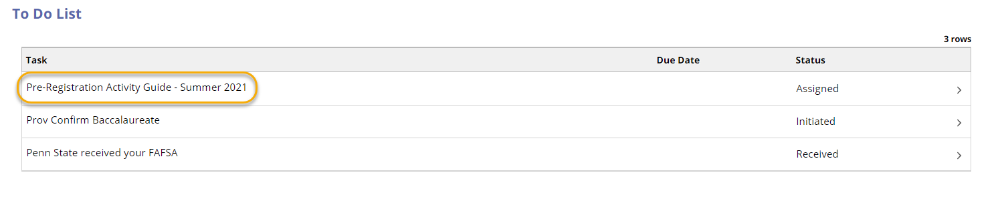 To Do List
3 rows
Task Due Date Status
Pre-Registration Activity Guide - Summer 2021 Assigned
Prov Confirm Baccalaureate Initiated
Penn State received your FAFSA Received